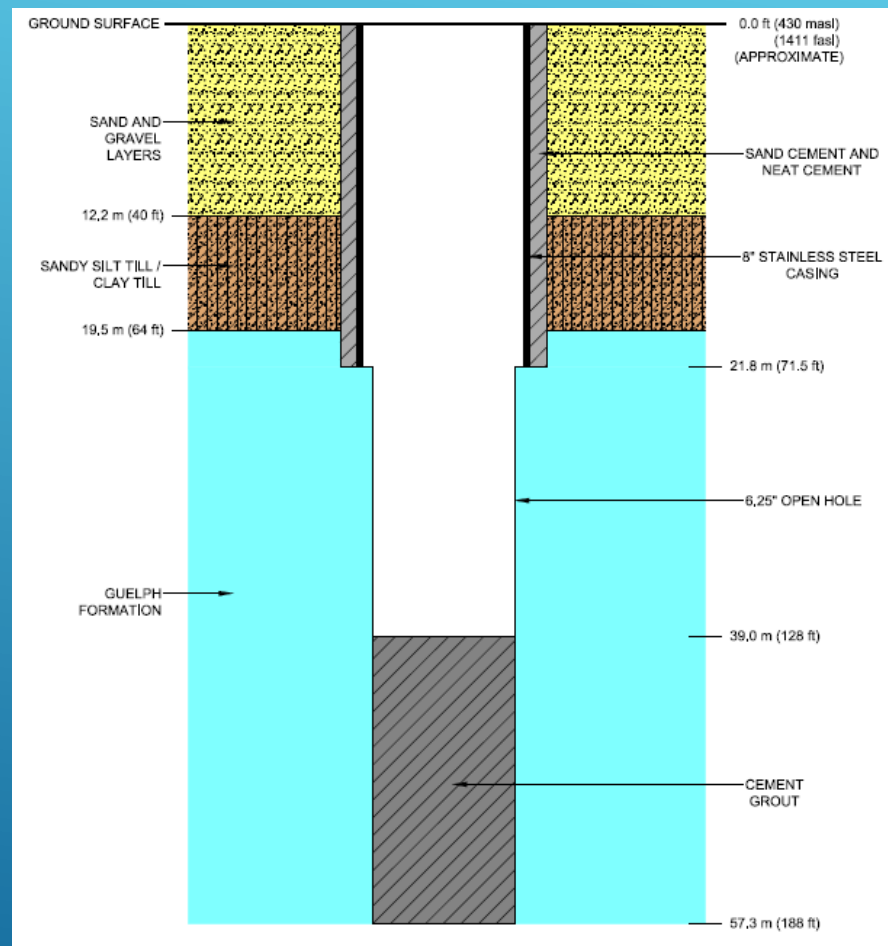 GROUND SURFACE
0.0 ft (430 masl)
(1411 fasl)
(APPROXIMATE)
SAND AND
GRAVEL
LAYERS
SAND CEMENT AND
NEAT CEMENT
12.2 m (40 ft)
8" STAINLESS STEEL
CASING
SANDY SILT TILL /
CLAY TILL
19.5 m (64 ft)
21.8 m (71.5 ft)
6.25" OPEN HOLE
GUELPH
FORMATION
39.0 m (128 ft)
CEMENT
GROUT
57.3 m (188 ft)